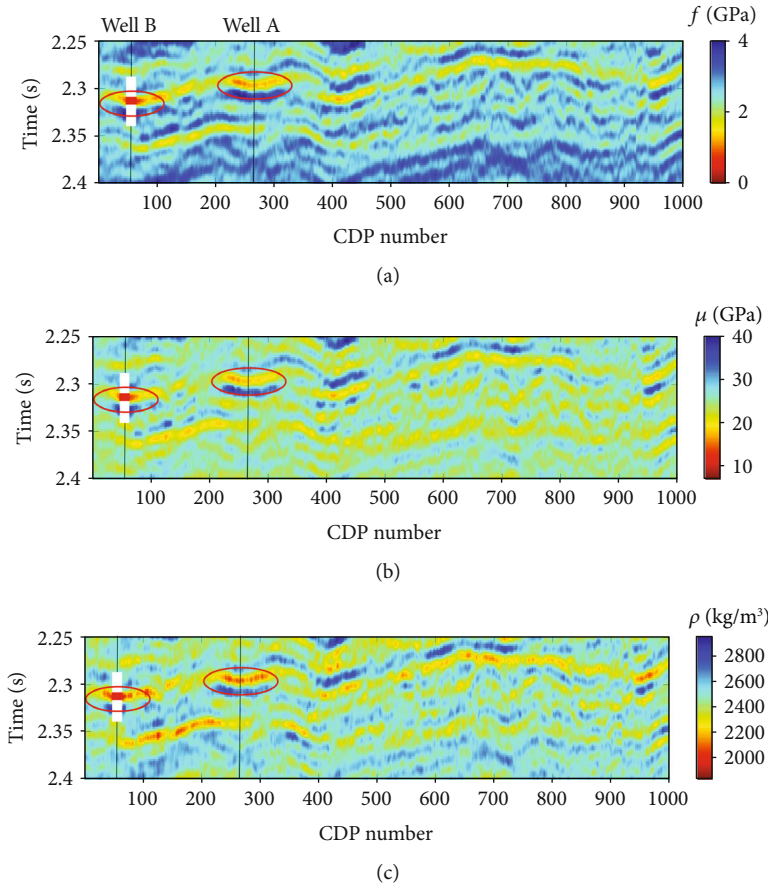 Well B Well A f (GPa)
2.25
2.3
2.35
2.4
Time (s)
100 200 300 400 500 600 700 800 900 1000
CDP number
4
2
0
(a)
μ (GPa)
2.25
2.3
2.35
2.4
Time (s)
100 200 300 400 500 600 700 800 900 1000
CDP number
40
30
20
10
(b)
ρ (kg/m³)
2.25
2.3
2.35
2.4
Time (s)
100 200 300 400 500 600 700 800 900 1000
CDP number
2800
2600
2400
2200
2000
(c)